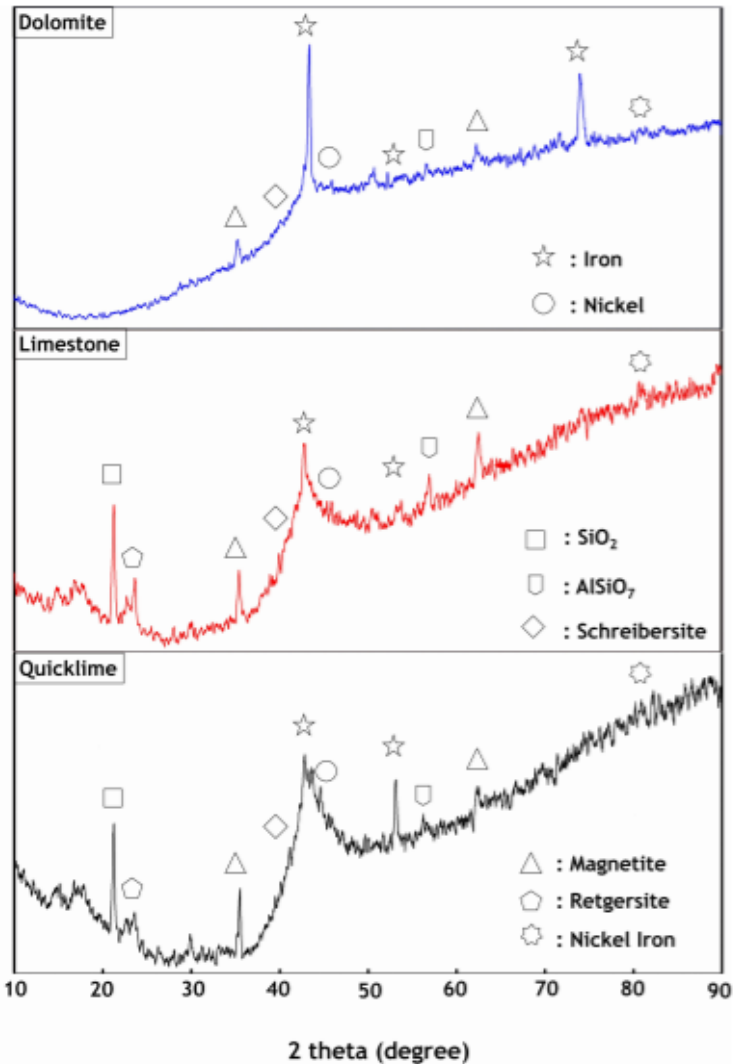 Dolomite
: Iron
: Nickel
Limestone
: SiO₂
: AlSiO₇
: Schreibersite
Quicklime
: Magnetite
: Retgersite
: Nickel Iron
10 20 30 40 50 60 70 80 90
2 theta (degree)